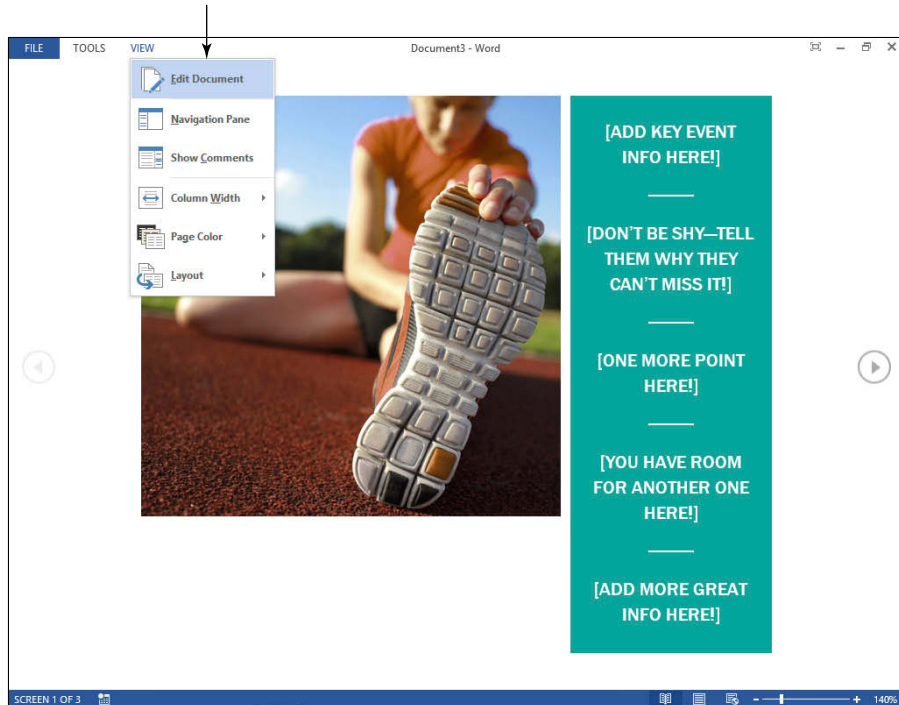 FILE TOOLS VIEW Document3 - Word
Edit Document
Navigation Pane
Show Comments
Column Width
Page Color
Layout
[ADD KEY EVENT
INFO HERE!]
[DON'T BE SHY—TELL
THEM WHY THEY
CAN'T MISS IT!]
[ONE MORE POINT
HERE!]
[YOU HAVE ROOM
FOR ANOTHER ONE
HERE!]
[ADD MORE GREAT
INFO HERE!]
SCREEN 1 OF 3 140%